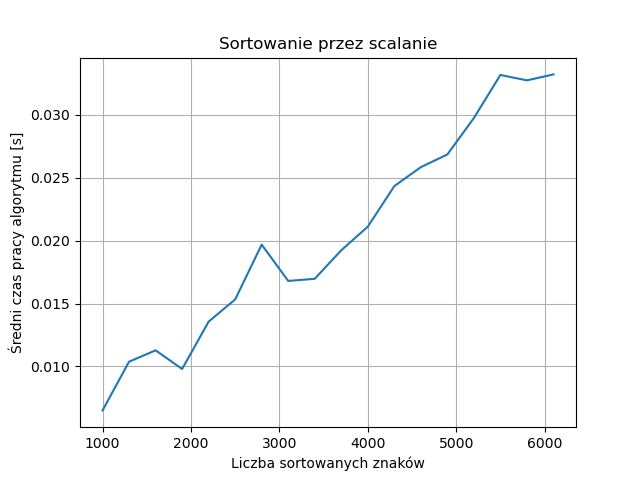 Sortowanie przez scalanie
Średni czas pracy algorytmu [s]
0.030
0.025
0.020
0.015
0.010
1000 2000 3000 4000 5000 6000
Liczba sortowanych znaków